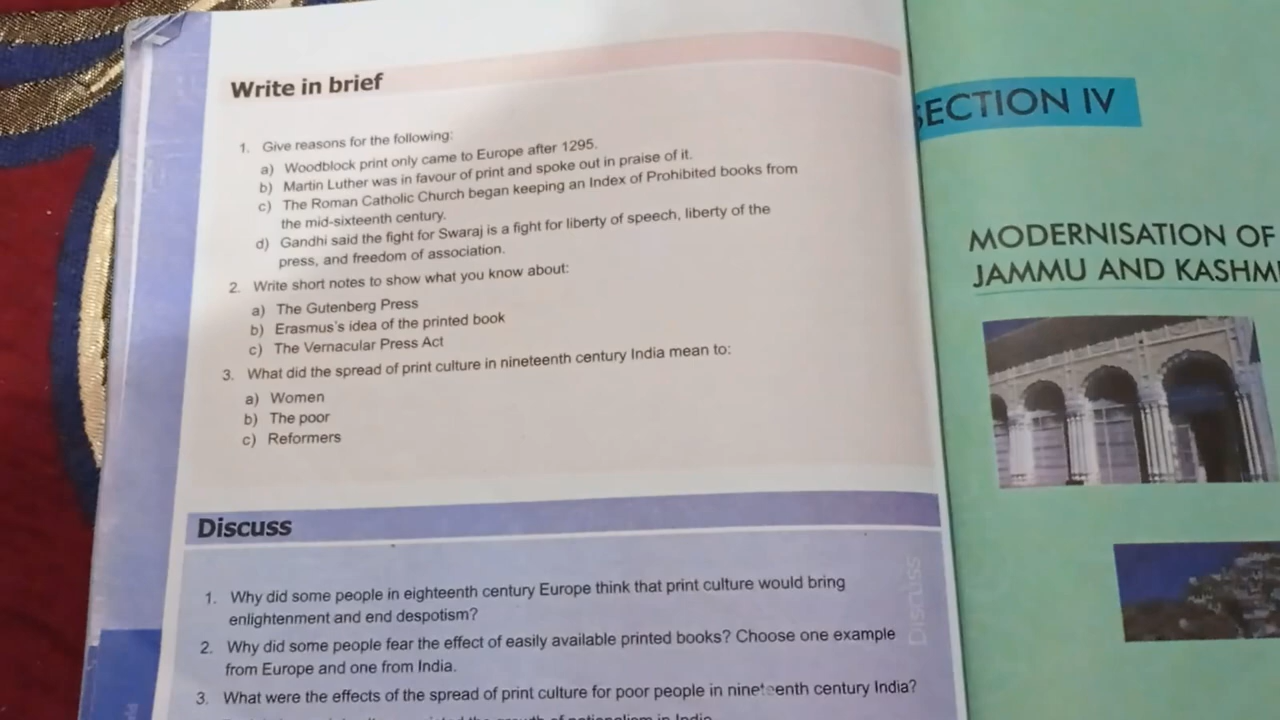 Write in brief
1. Give reasons for the following:
a) Woodblock print only came to Europe after 1295.
b) Martin Luther was in favour of print and spoke out in praise of it.
c) The Roman Catholic Church began keeping an Index of Prohibited books from
the mid-sixteenth century.
d) Gandhi said the fight for Swaraj is a fight for liberty of speech, liberty of the
press, and freedom of association.
2. Write short notes to show what you know about:
a) The Gutenberg Press
b) Erasmus's idea of the printed book
c) The Vernacular Press Act
3. What did the spread of print culture in nineteenth century India mean to:
a) Women
b) The poor
c) Reformers
Discuss
1. Why did some people in eighteenth century Europe think that print culture would bring
enlightenment and end despotism?
2. Why did some people fear the effect of easily available printed books? Choose one example
from Europe and one from India.
3. What were the effects of the spread of print culture for poor people in nineteenth century India?
the growth of nationalism in India
Discuss
SECTION IV
MODERNISATION OF
JAMMU AND KASHMI